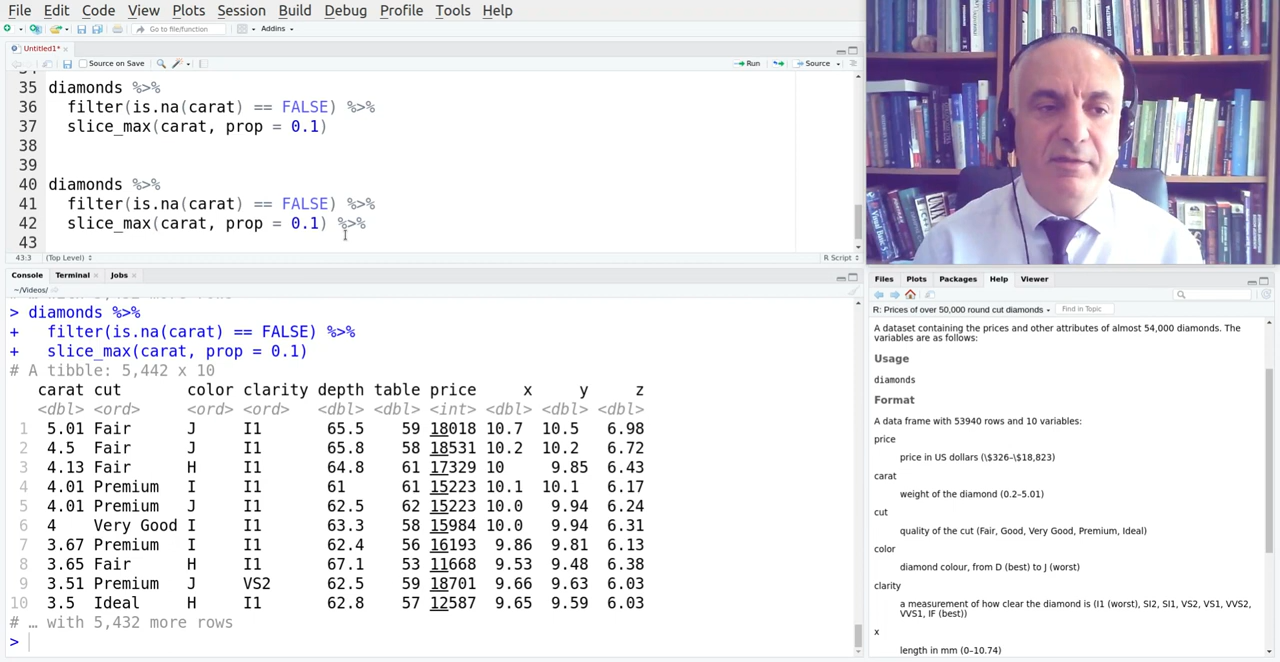 File Edit Code View Plots Session Build Debug Profile Tools Help
Go to file/function Addins
Untitled1* ×
Source on Save Run Source
35 diamonds %>%
36 filter(is.na(carat) == FALSE) %>%
37 slice_max(carat, prop = 0.1)
38
39
40 diamonds %>%
41 filter(is.na(carat) == FALSE) %>%
42 slice_max(carat, prop = 0.1) %>%
43
43:3 (Top Level) R Script
Console Terminal × Jobs ×
~/Videos/
> diamonds %>%
+ filter(is.na(carat) == FALSE) %>%
+ slice_max(carat, prop = 0.1)
# A tibble: 5,442 x 10
carat cut color clarity depth table price x y z
<dbl> <ord> <ord> <ord> <dbl> <dbl> <int> <dbl> <dbl> <dbl>
1 5.01 Fair J I1 65.5 59 18018 10.7 10.5 6.98
2 4.5 Fair J I1 65.8 58 18531 10.2 10.2 6.72
3 4.13 Fair H I1 64.8 61 17329 10 9.85 6.43
4 4.01 Premium I I1 61 61 15223 10.1 10.1 6.17
5 4.01 Premium J I1 62.5 62 15223 10.0 9.94 6.24
6 4 Very Good I I1 63.3 58 15984 10.0 9.94 6.31
7 3.67 Premium I I1 62.4 56 16193 9.86 9.81 6.13
8 3.65 Fair H I1 67.1 53 11668 9.53 9.48 6.38
9 3.51 Premium J VS2 62.5 59 18701 9.66 9.63 6.03
10 3.5 Ideal H I1 62.8 57 12587 9.65 9.59 6.03
# … with 5,432 more rows
>
Files Plots Packages Help Viewer
R: Prices of over 50,000 round cut diamonds Find in Topic
A dataset containing the prices and other attributes of almost 54,000 diamonds. The
variables are as follows:
Usage
diamonds
Format
A data frame with 53940 rows and 10 variables:
price
price in US dollars (\$326–\$18,823)
carat
weight of the diamond (0.2–5.01)
cut
quality of the cut (Fair, Good, Very Good, Premium, Ideal)
color
diamond colour, from D (best) to J (worst)
clarity
a measurement of how clear the diamond is (I1 (worst), SI2, SI1, VS2, VS1, VVS2,
VVS1, IF (best))
x
length in mm (0–10.74)